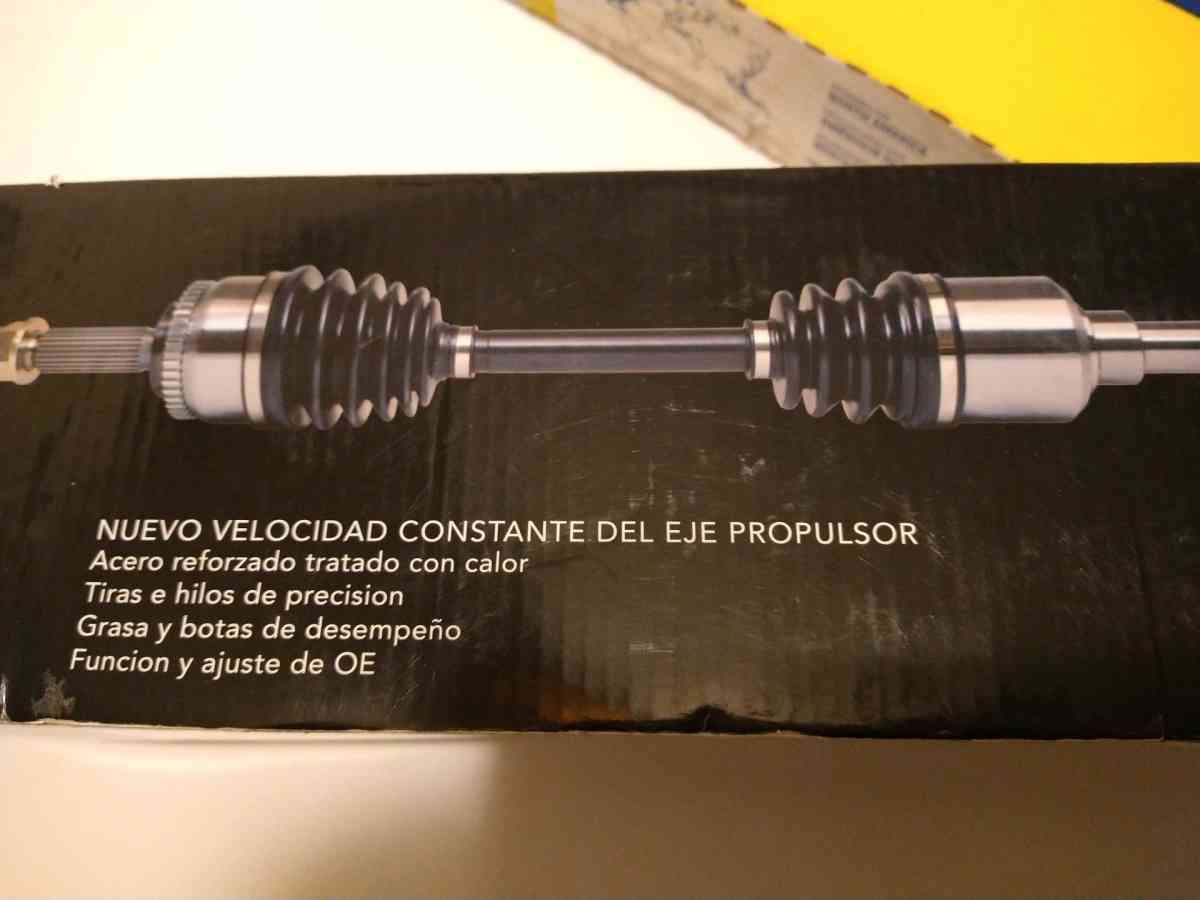 NUEVO VELOCIDAD CONSTANTE DEL EJE PROPULSOR
Acero reforzado tratado con calor
Tiras e hilos de precision
Grasa y botas de desempeño
Funcion y ajuste de OE